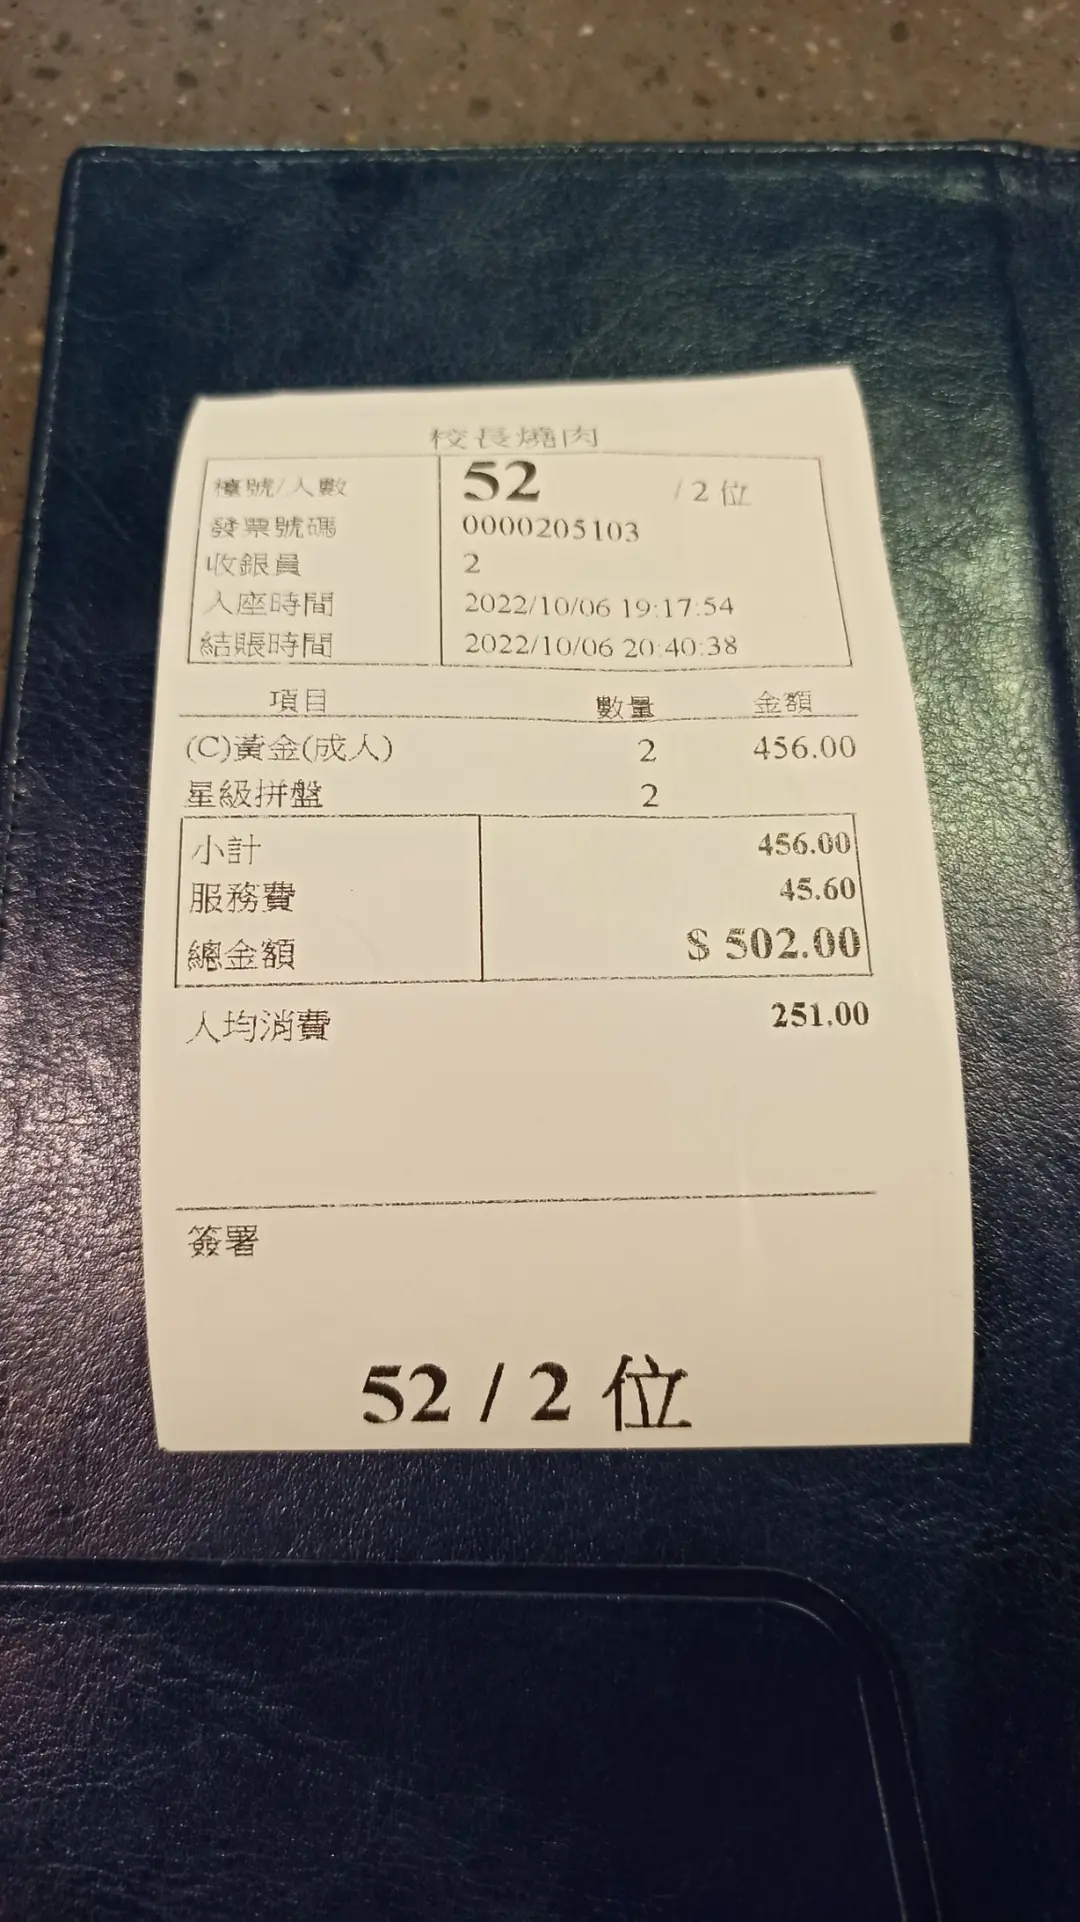 校長燒肉
檯號/人數 52 /2 位
發票號碼 0000205103
收銀員 2
入座時間 2022/10/06 19:17:54
結賬時間 2022/10/06 20:40:38
項目 數量 金額
(C)黃金(成人) 2 456.00
星級拼盤 2
小計 456.00
服務費 45.60
總金額 $ 502.00
人均消費 251.00
簽署
52 / 2 位